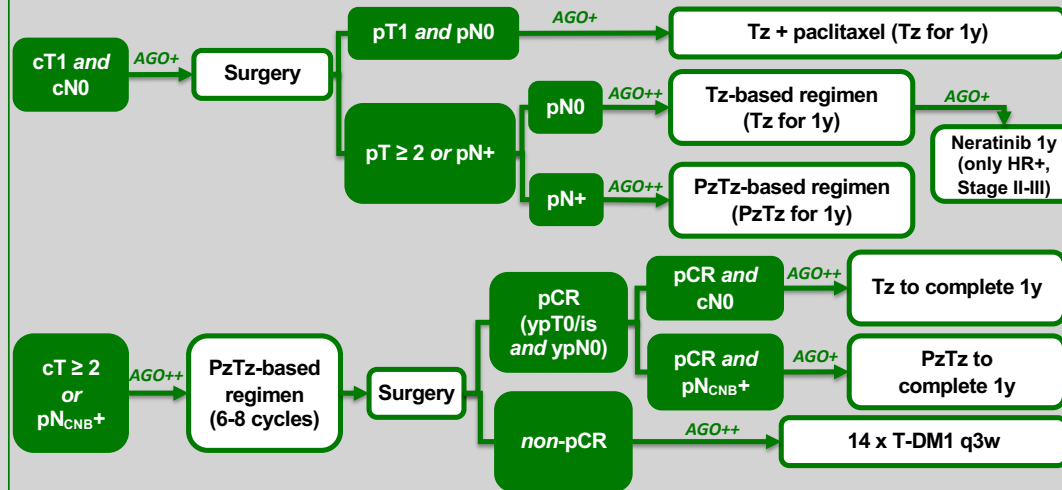 cT1 and
cN0
AGO+
Surgery
pT1 and pN0
AGO+
Tz + paclitaxel (Tz for 1y)
pT ≥ 2 or pN+
pN0
AGO++
Tz-based regimen
(Tz for 1y)
AGO+
Neratinib 1y
(only HR+,
Stage II-III)
pN+
AGO++
PzTz-based regimen
(PzTz for 1y)
cT ≥ 2
or
pNCNB+
AGO++
PzTz-based
regimen
(6-8 cycles)
Surgery
pCR
(ypT0/is
and ypN0)
pCR and
cN0
AGO++
Tz to complete 1y
pCR and
pNCNB+
AGO+
PzTz to
complete 1y
non-pCR
AGO++
14 x T-DM1 q3w